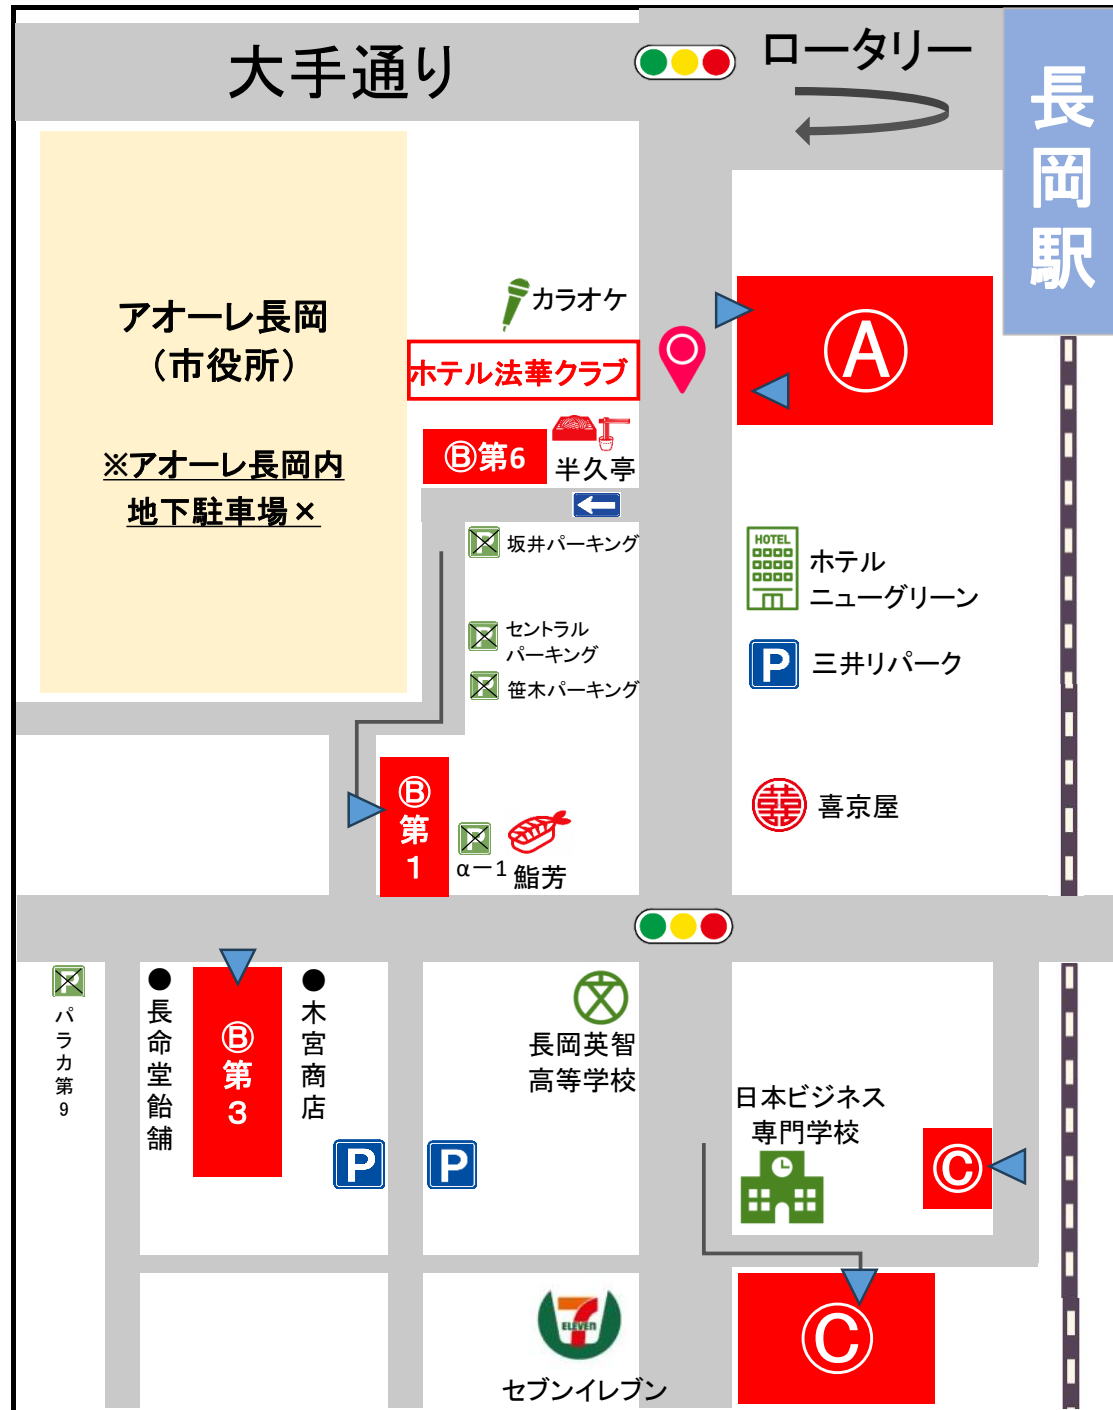 大手通り
ロータリー
長岡駅
アオーレ長岡
（市役所）
※アオーレ長岡内
地下駐車場×
カラオケ
ホテル法華クラブ
Ⓐ
Ⓑ第6
半久亭
P
坂井パーキング
P
セントラル
パーキング
P
笹木パーキング
HOTEL
ホテル
ニューグリーン
P
三井リパーク
喜京屋
Ⓑ第1
P
α－1
鮨芳
P
パラカ第9
●長命堂飴舗
Ⓑ第3
●木宮商店
P
P
文
長岡英智
高等学校
日本ビジネス
専門学校
Ⓒ
7
ELEVEN
セブンイレブン
Ⓒ